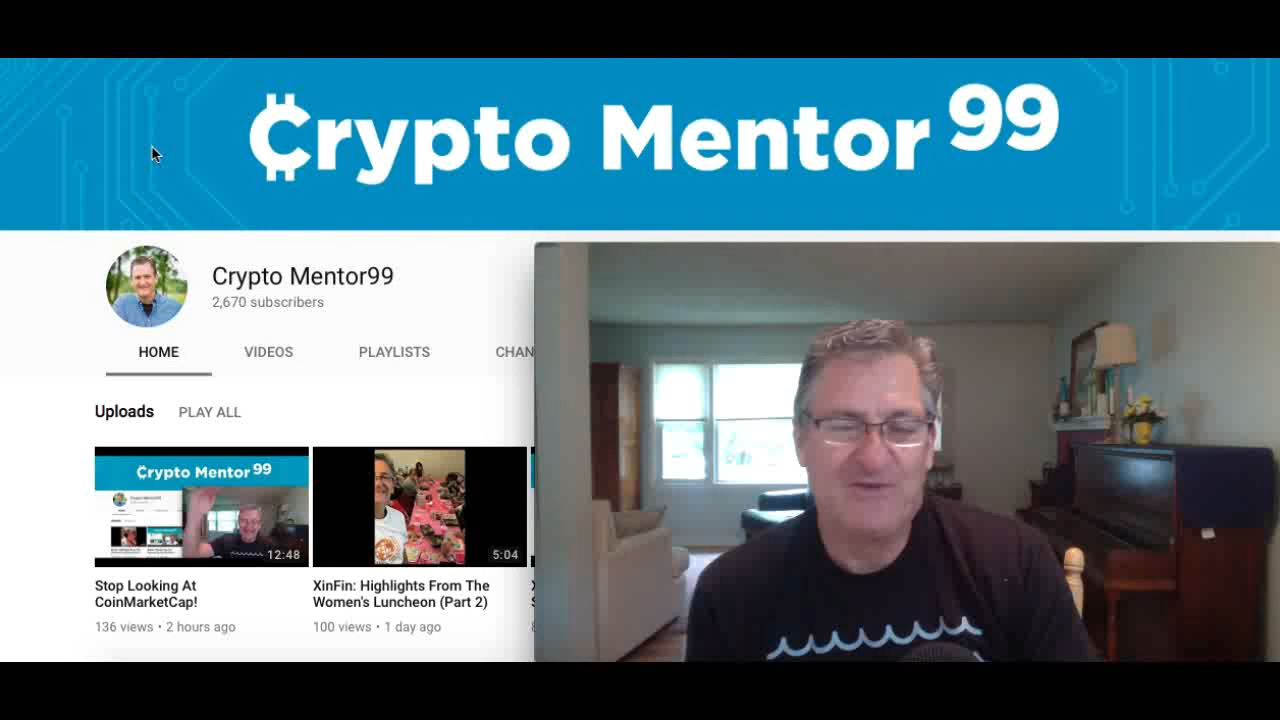 Crypto Mentor 99
Crypto Mentor99
2,670 subscribers
HOME VIDEOS PLAYLISTS CHAN
Uploads PLAY ALL
Crypto Mentor 99
12:48
5:04
Stop Looking At
CoinMarketCap!
136 views • 2 hours ago
XinFin: Highlights From The
Women's Luncheon (Part 2)
100 views • 1 day ago